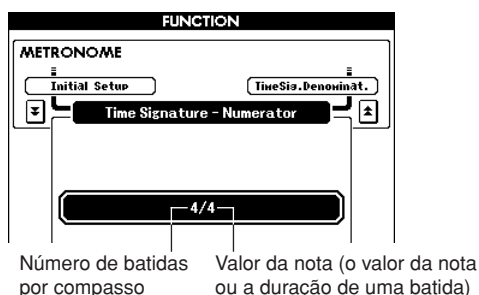 FUNCTION
METRONOME
Initial Setup
TimeSig.Denominat.
Time Signature - Numerator
4/4
Número de batidas
por compasso
Valor da nota (o valor da nota
ou a duração de uma batida)